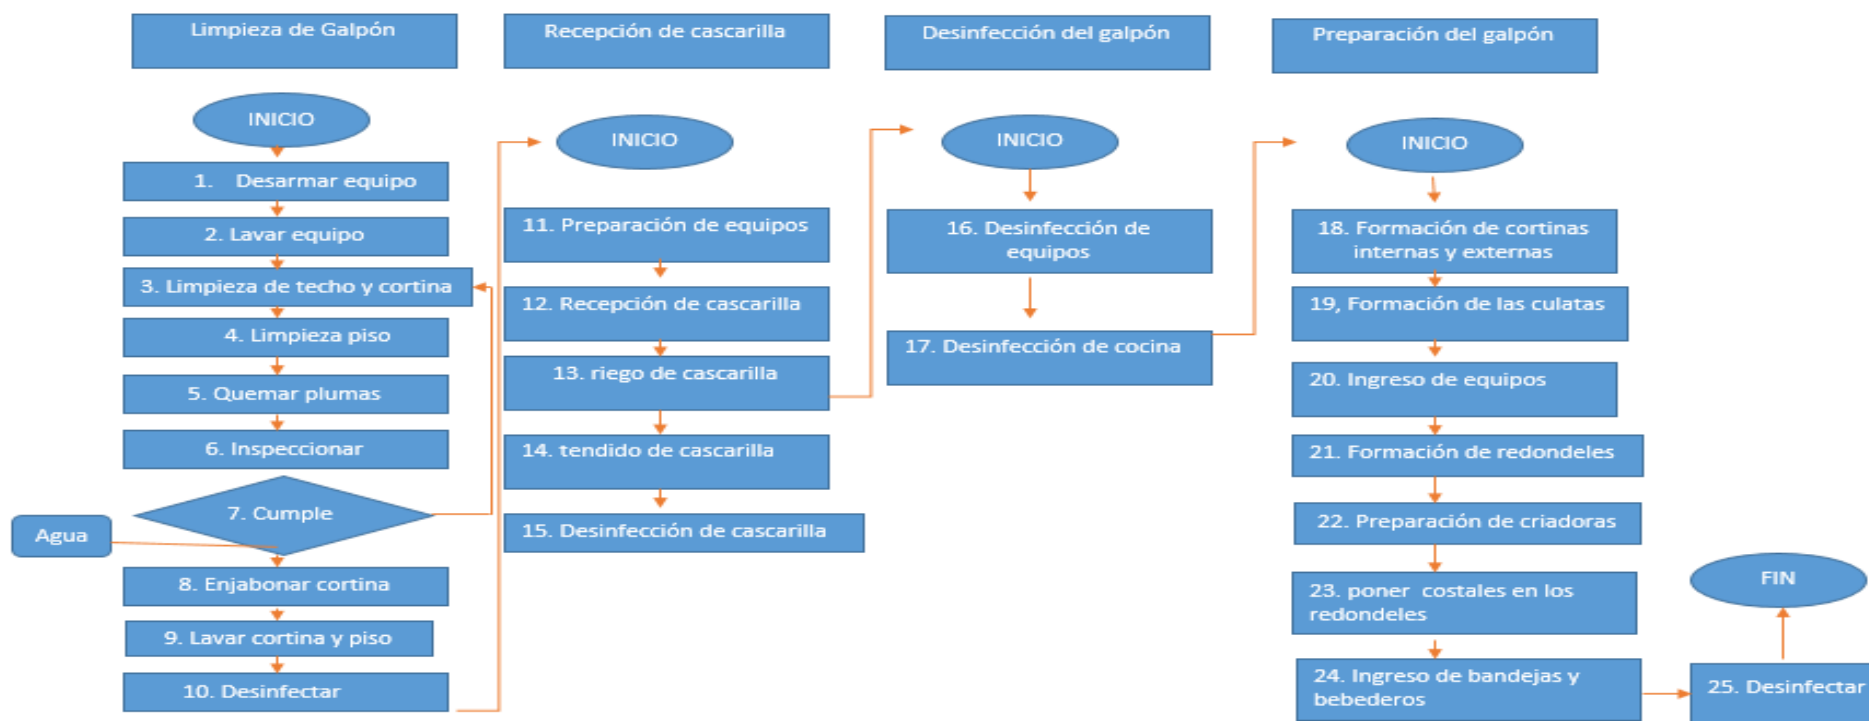 Limpieza de Galpón
INICIO
1. Desarmar equipo
2. Lavar equipo
3. Limpieza de techo y cortina
4. Limpieza piso
5. Quemar plumas
6. Inspeccionar
7. Cumple
Agua
8. Enjabonar cortina
9. Lavar cortina y piso
10. Desinfectar
Recepción de cascarilla
INICIO
11. Preparación de equipos
12. Recepción de cascarilla
13. riego de cascarilla
14. tendido de cascarilla
15. Desinfección de cascarilla
Desinfección del galpón
INICIO
16. Desinfección de
equipos
17. Desinfección de cocina
Preparación del galpón
INICIO
18. Formación de cortinas
internas y externas
19, Formación de las culatas
20. Ingreso de equipos
21. Formación de redondeles
22. Preparación de criadoras
23. poner costales en los
redondeles
24. Ingreso de bandejas y
bebederos
25. Desinfectar
FIN